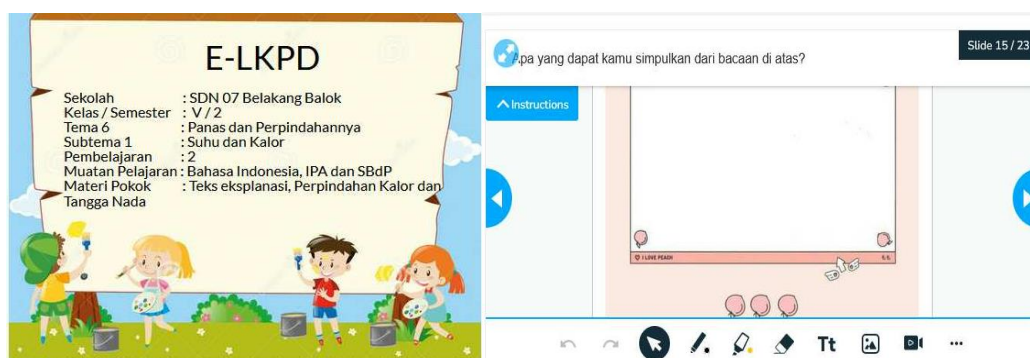 E-LKPD
Sekolah : SDN 07 Belakang Balok
Kelas / Semester : V / 2
Tema 6 : Panas dan Perpindahannya
Subtema 1 : Suhu dan Kalor
Pembelajaran : 2
Muatan Pelajaran : Bahasa Indonesia, IPA dan SBdP
Materi Pokok : Teks eksplanasi, Perpindahan Kalor dan
Tangga Nada
Apa yang dapat kamu simpulkan dari bacaan di atas?
Slide 15 / 23
Instructions
I LOVE PEACH
Tt